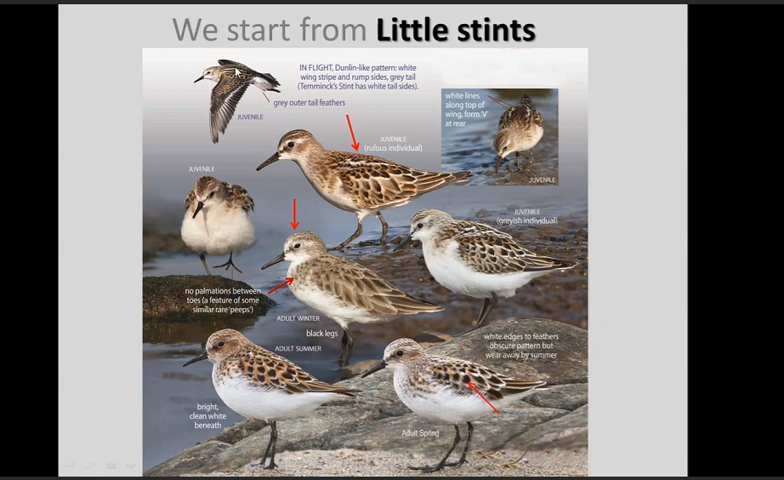 We start from Little stints
IN FLIGHT, Dunlin-like pattern: white
wing stripe and rump sides, grey tail
(Temminck's Stint has white tail sides).
grey outer tail feathers
JUVENILE
white lines
along top of
wing, form 'V'
at rear
JUVENILE
JUVENILE
(rufous individual)
JUVENILE
JUVENILE
(greyish individual)
no palmations between
toes (a feature of some
similar rare 'peeps')
ADULT WINTER
black legs
ADULT SUMMER
white edges to feathers
obscure pattern but
wear away by summer
bright,
clean white
beneath
Adult Spring